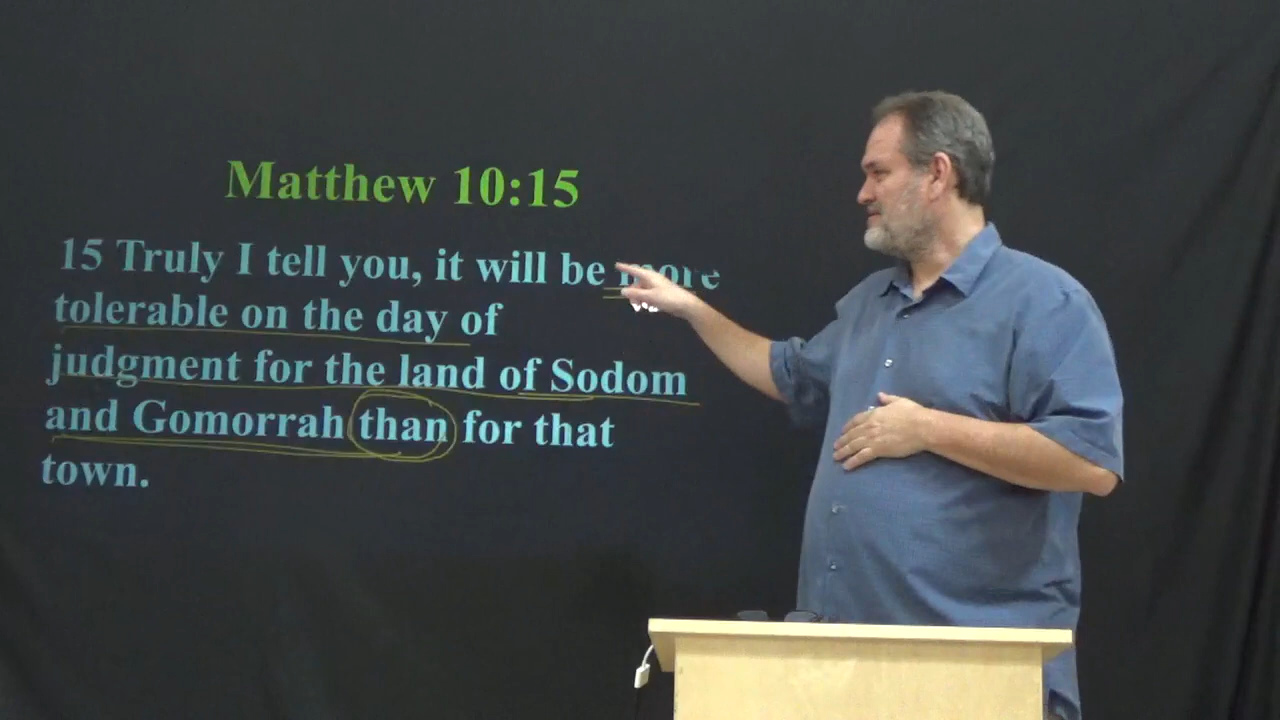 Matthew 10:15
15 Truly I tell you, it will be more
tolerable on the day of
judgment for the land of Sodom
and Gomorrah than for that
town.